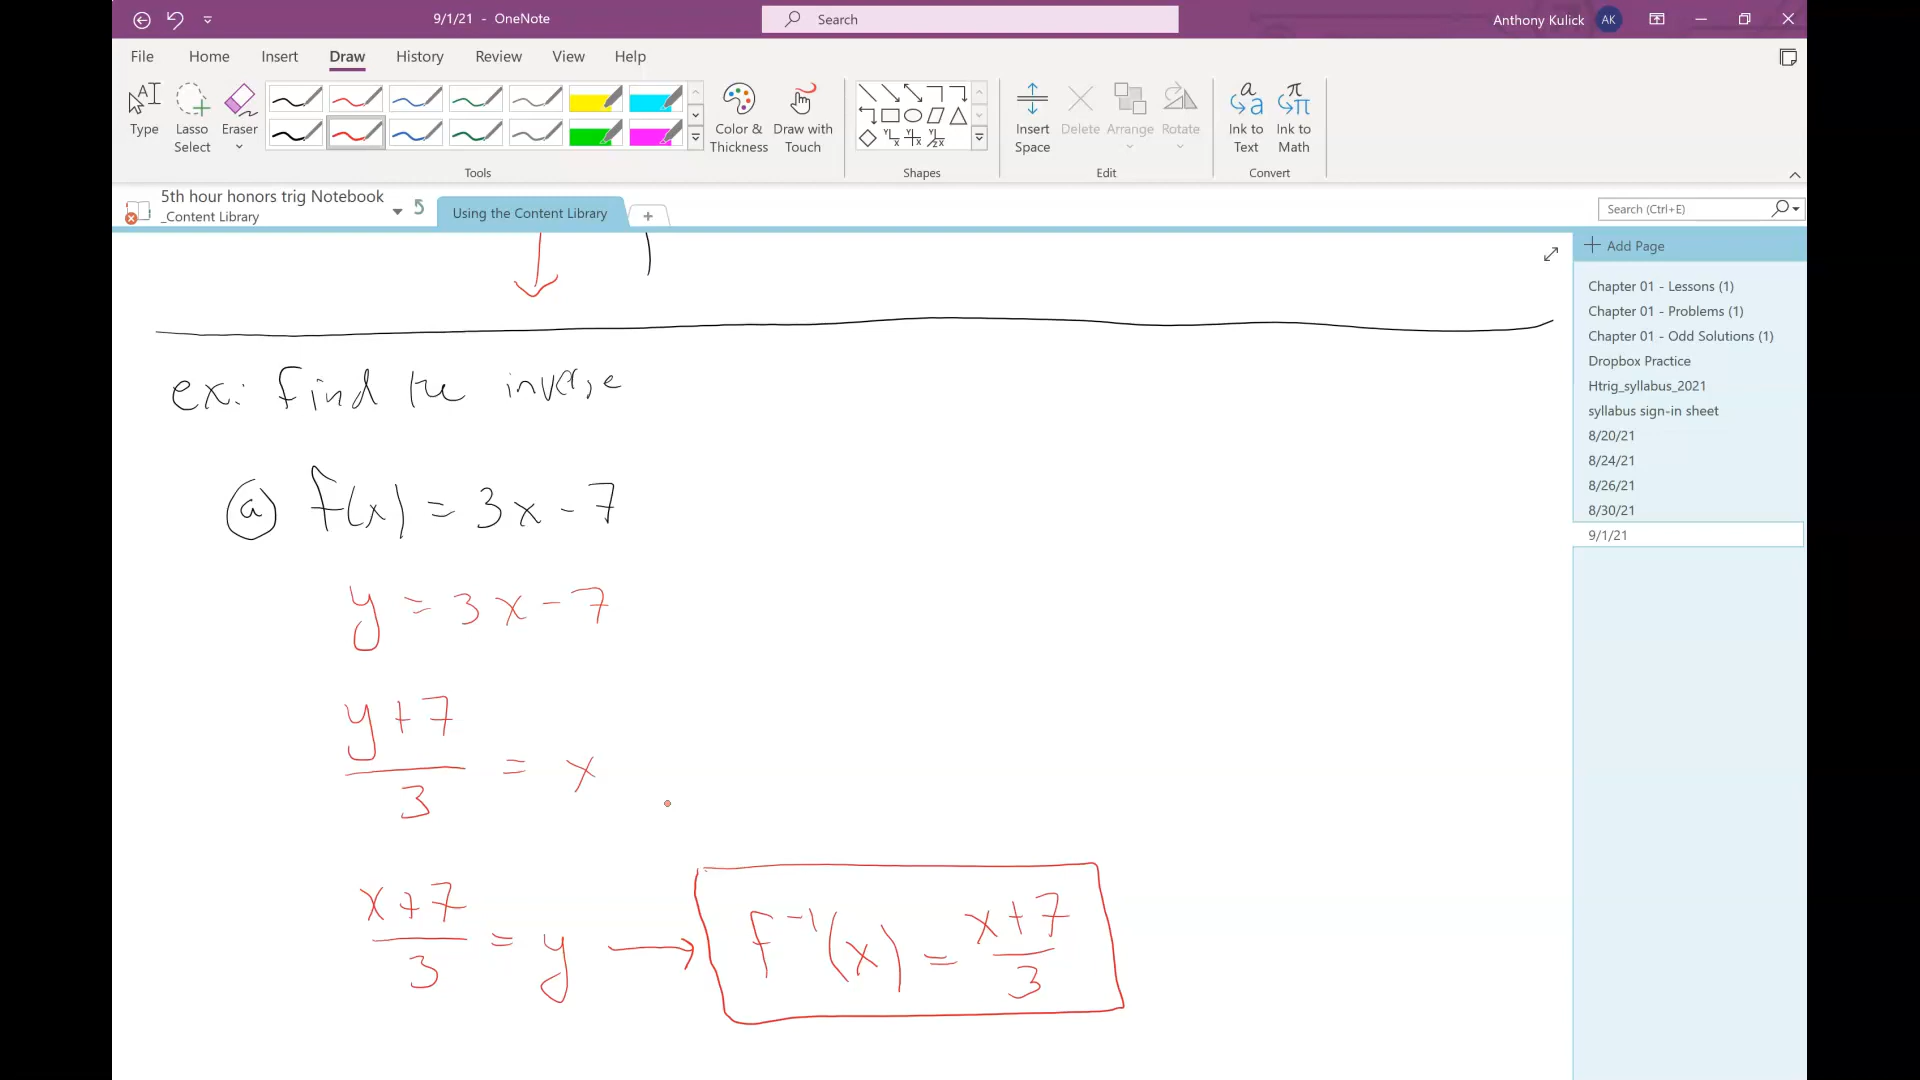 9/1/21 - OneNote
Search
Anthony Kulick AK
File Home Insert Draw History Review View Help
Type
Lasso Select
Eraser
Color & Thickness
Draw with Touch
Insert Space
Delete
Arrange
Rotate
a a Ink to Text
π π Ink to Math
Tools
Shapes
Edit
Convert
5th hour honors trig Notebook
_Content Library
Using the Content Library
Search (Ctrl+E)
Add Page
Chapter 01 - Lessons (1)
Chapter 01 - Problems (1)
Chapter 01 - Odd Solutions (1)
Dropbox Practice
Htrig_syllabus_2021
syllabus sign-in sheet
8/20/21
8/24/21
8/26/21
8/30/21
9/1/21
ex: Find the inverse
ⓐ f(x) = 3x - 7
y = 3x - 7
(y+7)/3 = x
(x+7)/3 = y → f⁻¹(x) = (x+7)/3